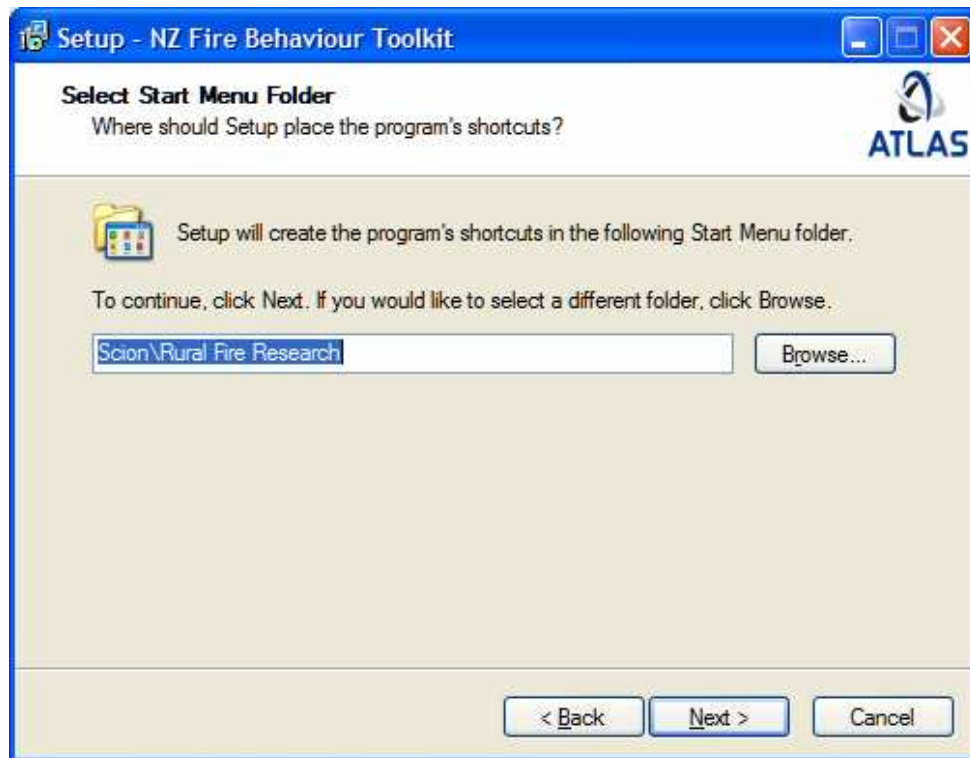 Setup - NZ Fire Behaviour Toolkit
Select Start Menu Folder
Where should Setup place the program's shortcuts?
ATLAS
Setup will create the program's shortcuts in the following Start Menu folder.
To continue, click Next. If you would like to select a different folder, click Browse.
Scion\Rural Fire Research
Browse...
< Back
Next >
Cancel